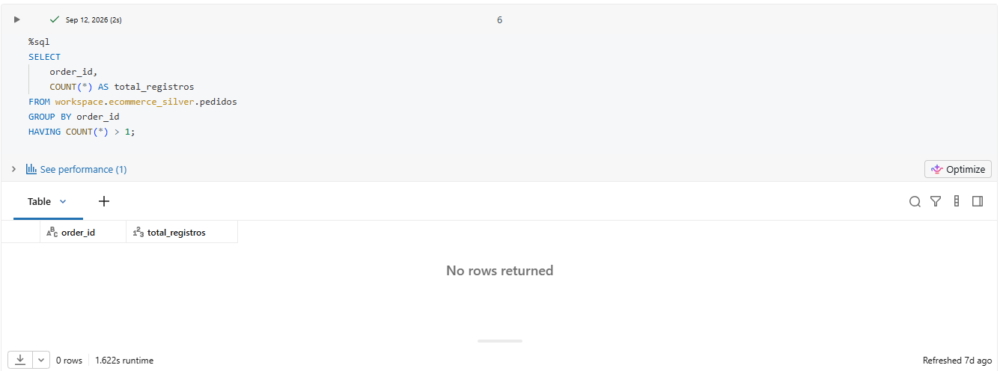 Sep 12, 2026 (2s)
6
%sql
SELECT
order_id,
COUNT(*) AS total_registros
FROM workspace.ecommerce_silver.pedidos
GROUP BY order_id
HAVING COUNT(*) > 1;
See performance (1)
Optimize
Table
ABC order_id
123 total_registros
No rows returned
0 rows
1.622s runtime
Refreshed 7d ago